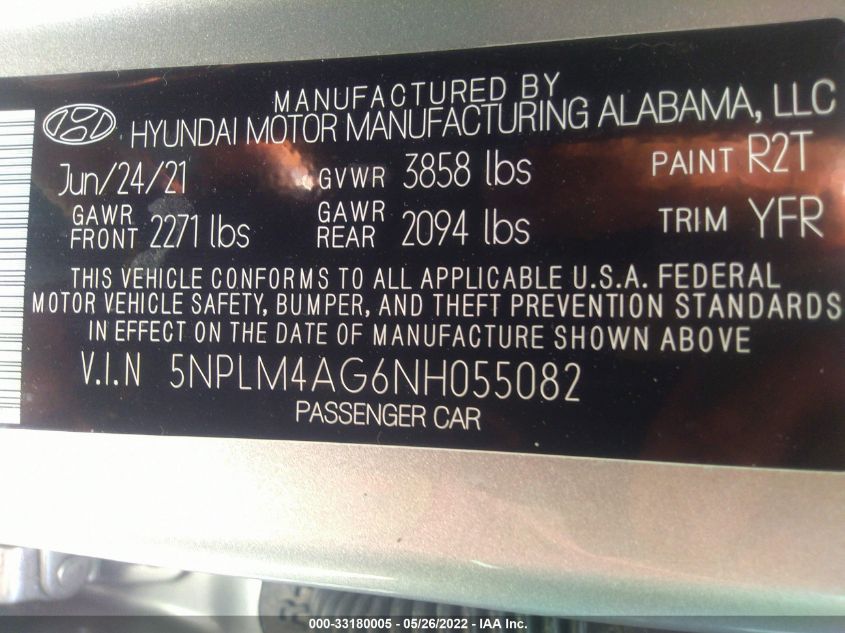 MANUFACTURED BY
HYUNDAI MOTOR MANUFACTURING ALABAMA, LLC
Jun/24/21 GVWR 3858 lbs PAINT R2T
GAWR FRONT 2271 lbs GAWR REAR 2094 lbs TRIM YFR
THIS VEHICLE CONFORMS TO ALL APPLICABLE U.S.A. FEDERAL
MOTOR VEHICLE SAFETY, BUMPER, AND THEFT PREVENTION STANDARDS
IN EFFECT ON THE DATE OF MANUFACTURE SHOWN ABOVE
V.I.N 5NPLM4AG6NH055082
PASSENGER CAR
000-33180005 - 05/26/2022 - IAA Inc.